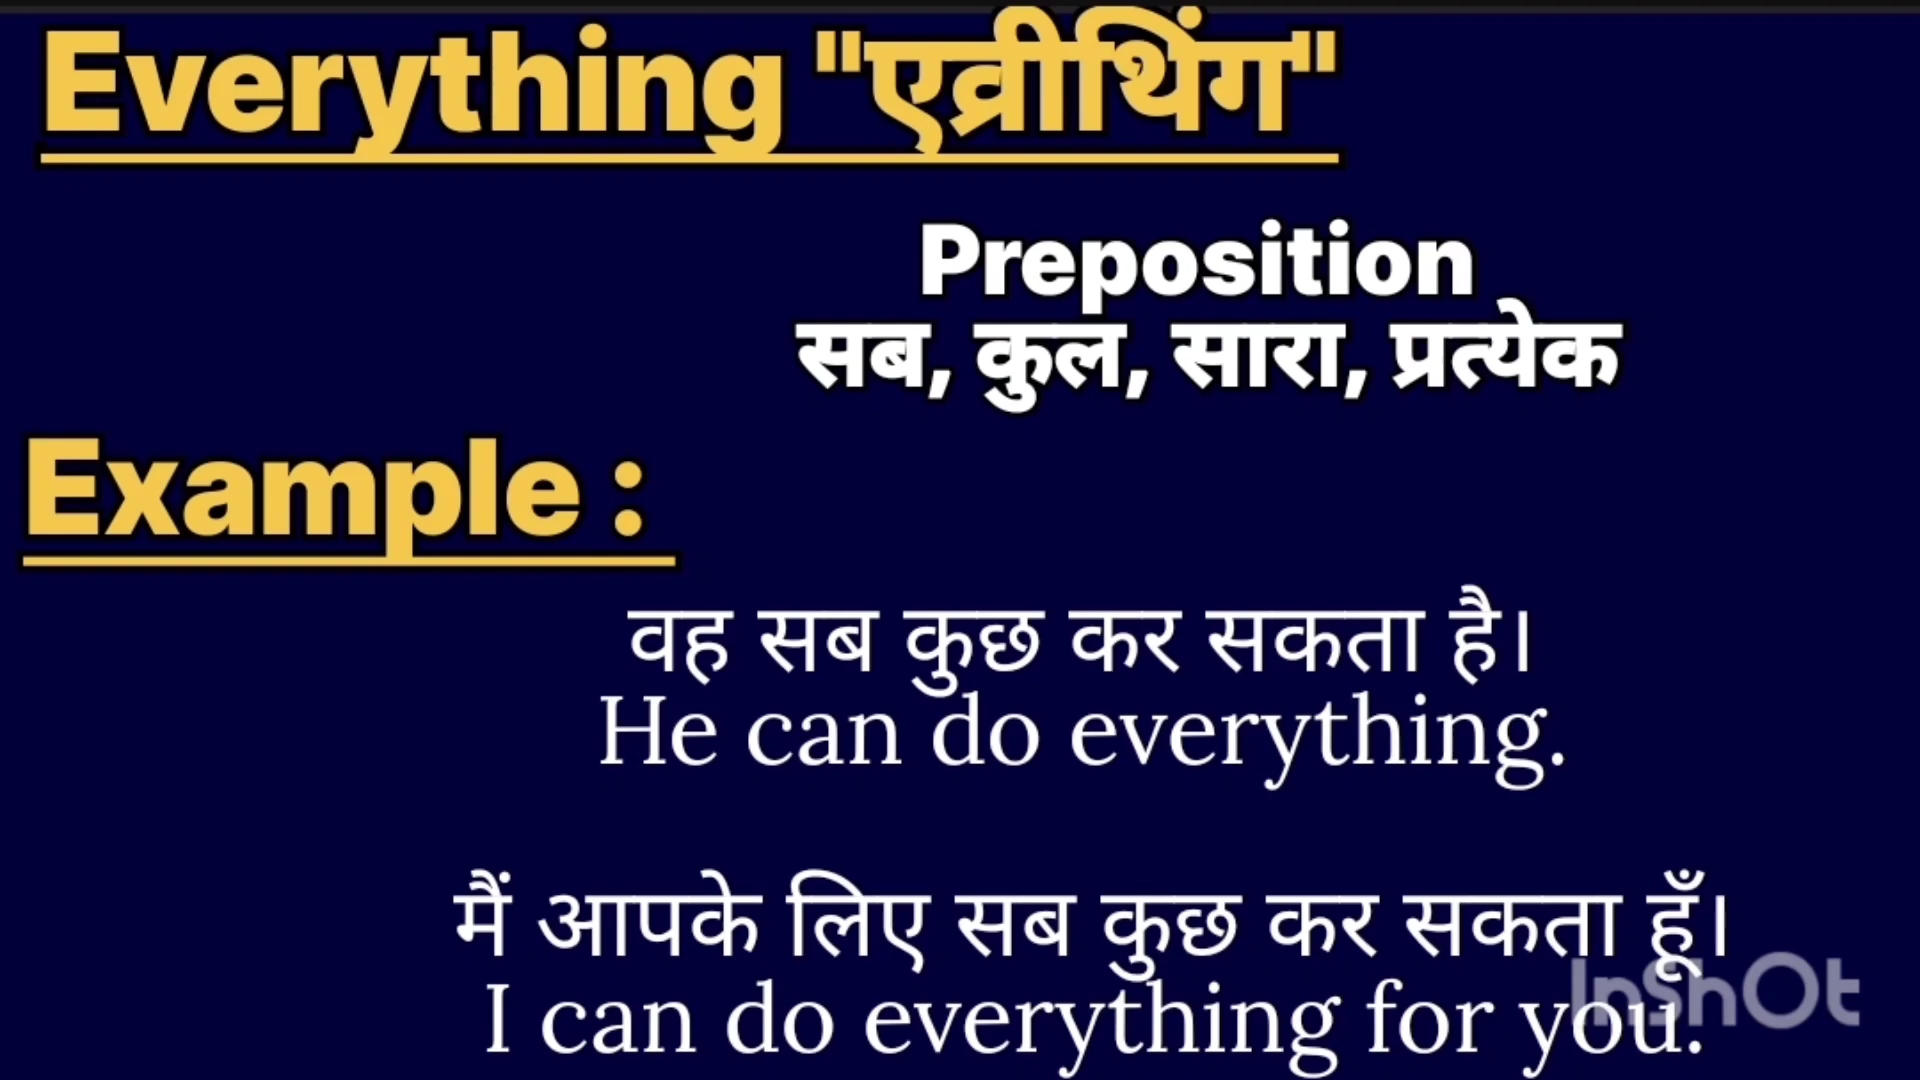 Everything "एव्रीथिंग"
Preposition
सब, कुल, सारा, प्रत्येक
Example :
वह सब कुछ कर सकता है।
He can do everything.
मैं आपके लिए सब कुछ कर सकता हूँ।
I can do everything for you.
InShOt